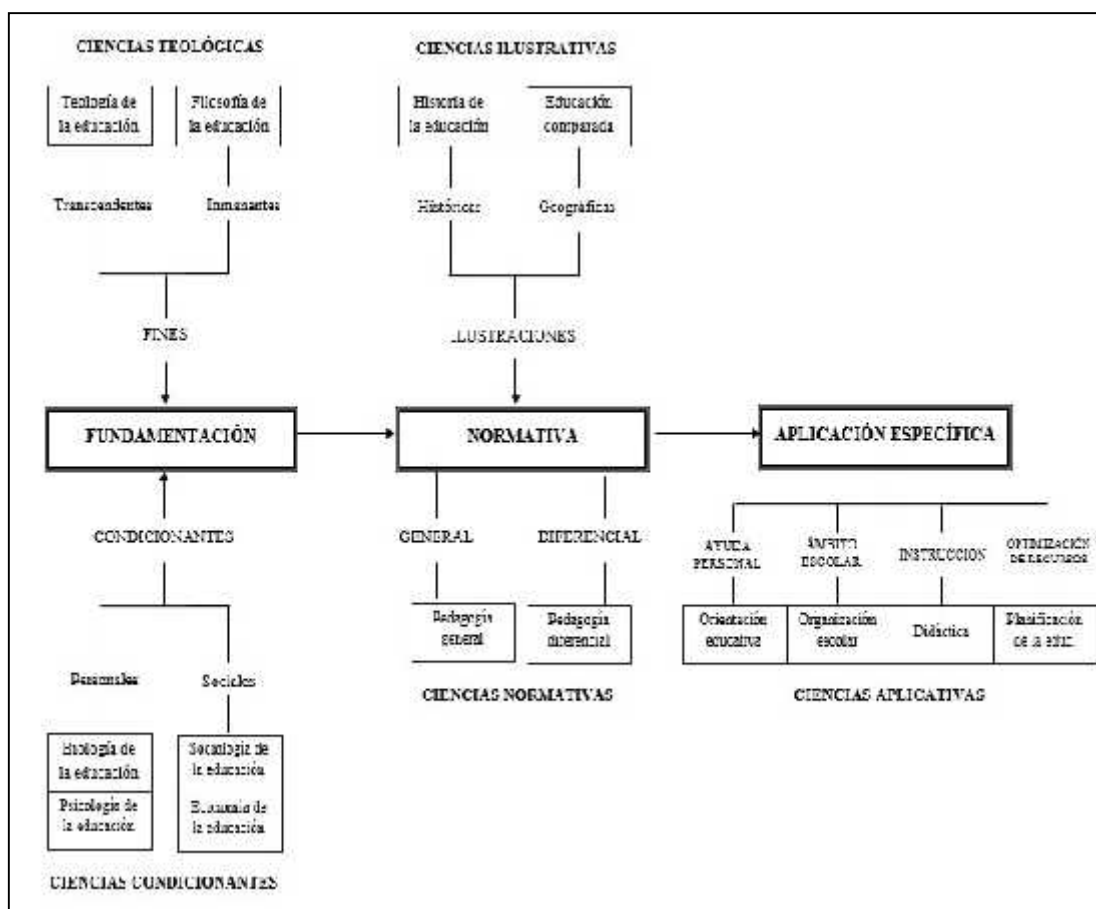 CIENCIAS TEOLÓGICAS
Teología de
la educación
Filosofía de
la educación
Transcendentes
Inmanentes
FINES
CIENCIAS ILUSTRATIVAS
Historia de
la educación
Educación
comparada
Históricas
Geográficas
ILUSTRACIONES
FUNDAMENTACIÓN
NORMATIVA
APLICACIÓN ESPECÍFICA
CONDICIONANTES
Personales
Sociales
Biología de
la educación
Psicología de
la educación
Sociología de
la educación
Economía de
la educación
CIENCIAS CONDICIONANTES
GENERAL
DIFERENCIAL
Pedagogía
general
Pedagogía
diferencial
CIENCIAS NORMATIVAS
AYUDA
PERSONAL
ÁMBITO
ESCOLAR
INSTRUCCION
OPTIMIZACIÓN
DE RECURSOS
Orientación
educativa
Organización
escolar
Didáctica
Planificación
de la educ.
CIENCIAS APLICATIVAS